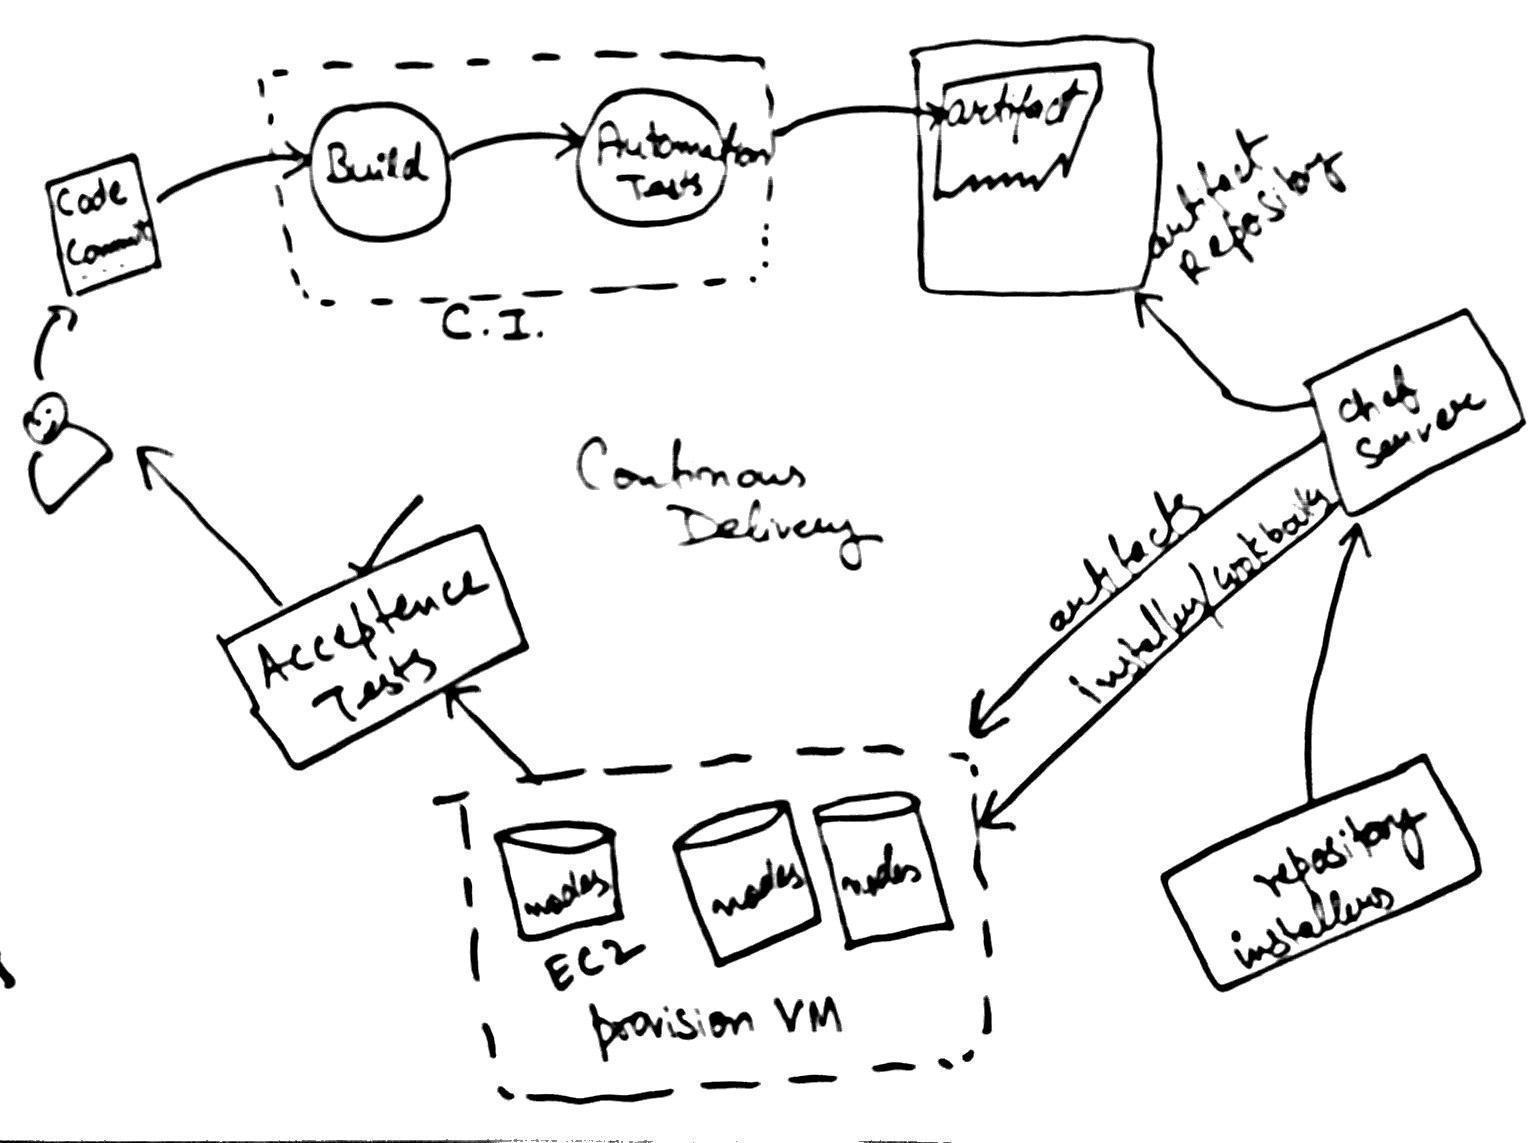 Code
Commit
Build
Automation
Tests
C.I.
artifact
artifact
Repository
Chef
Server
Continous
Delivery
artifacts
installers/cookbooks
Acceptence
Tests
nodes
nodes
nodes
EC2
provision VM
repository
installers